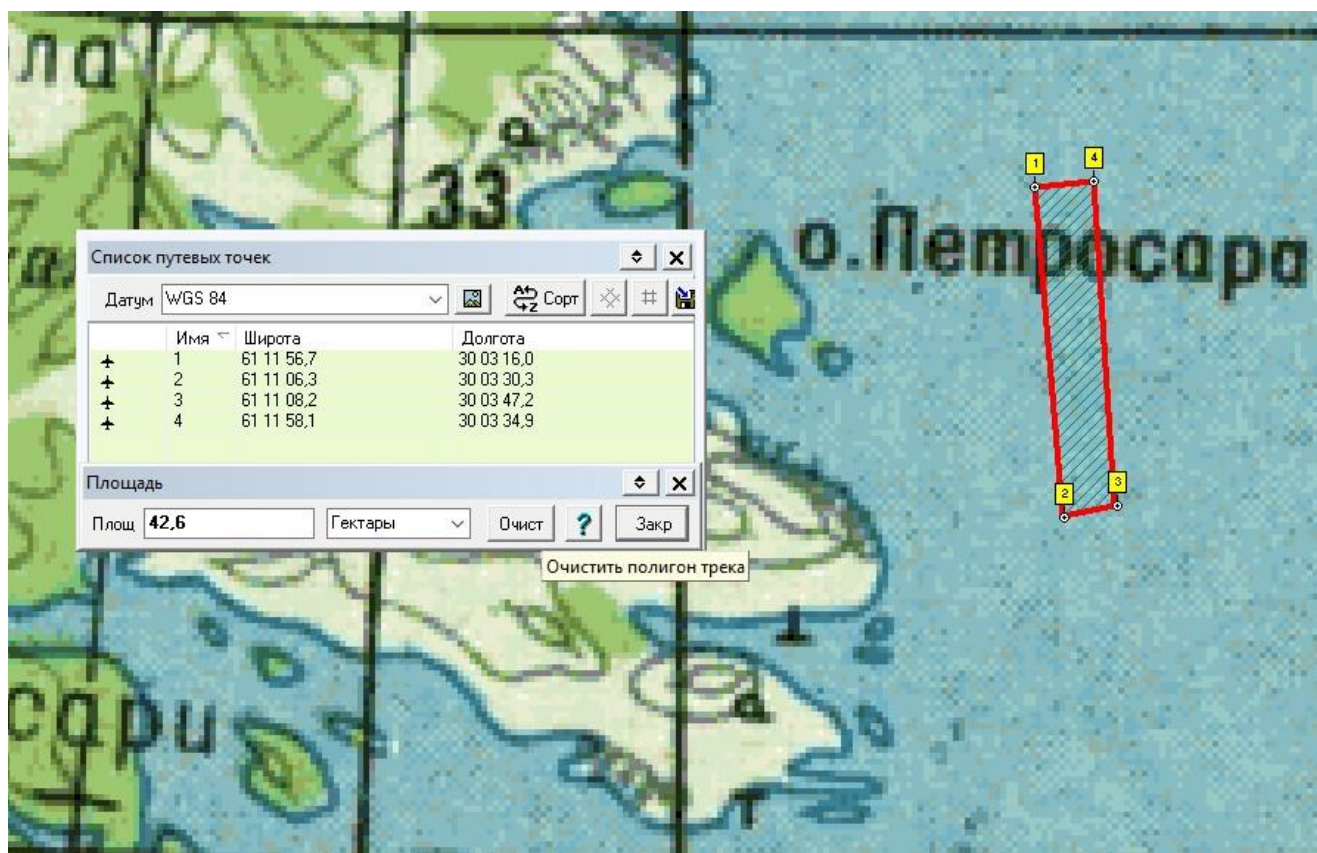 ла
33
о.Петросара
1
4
2
3
Список путевых точек
Датум WGS 84 Сорт
Имя Широта Долгота
1 61 11 56,7 30 03 16,0
2 61 11 06,3 30 03 30,3
3 61 11 08,2 30 03 47,2
4 61 11 58,1 30 03 34,9
Площадь
Площ 42,6 Гектары Очист ? Закр
Очистить полигон трека
сари